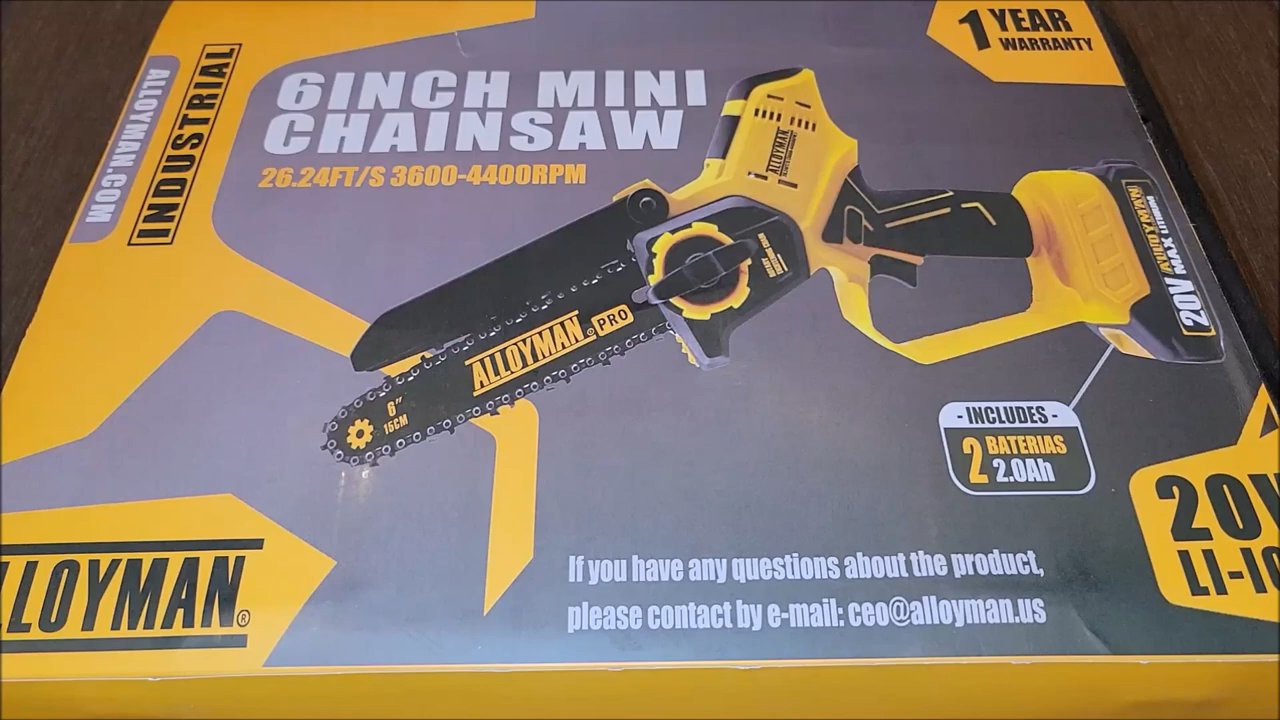 1 YEAR
WARRANTY
ALLOYMAN.COM
INDUSTRIAL
6INCH MINI
CHAINSAW
26.24FT/S 3600-4400RPM
ALLOYMAN
ALLOYMAN
20V MAX LITHIUM
ALLOYMAN® PRO
6”
15CM
- INCLUDES -
2 BATERIAS
2.0Ah
20V
LI-IO
LLOYMAN®
If you have any questions about the product,
please contact by e-mail: ceo@alloyman.us